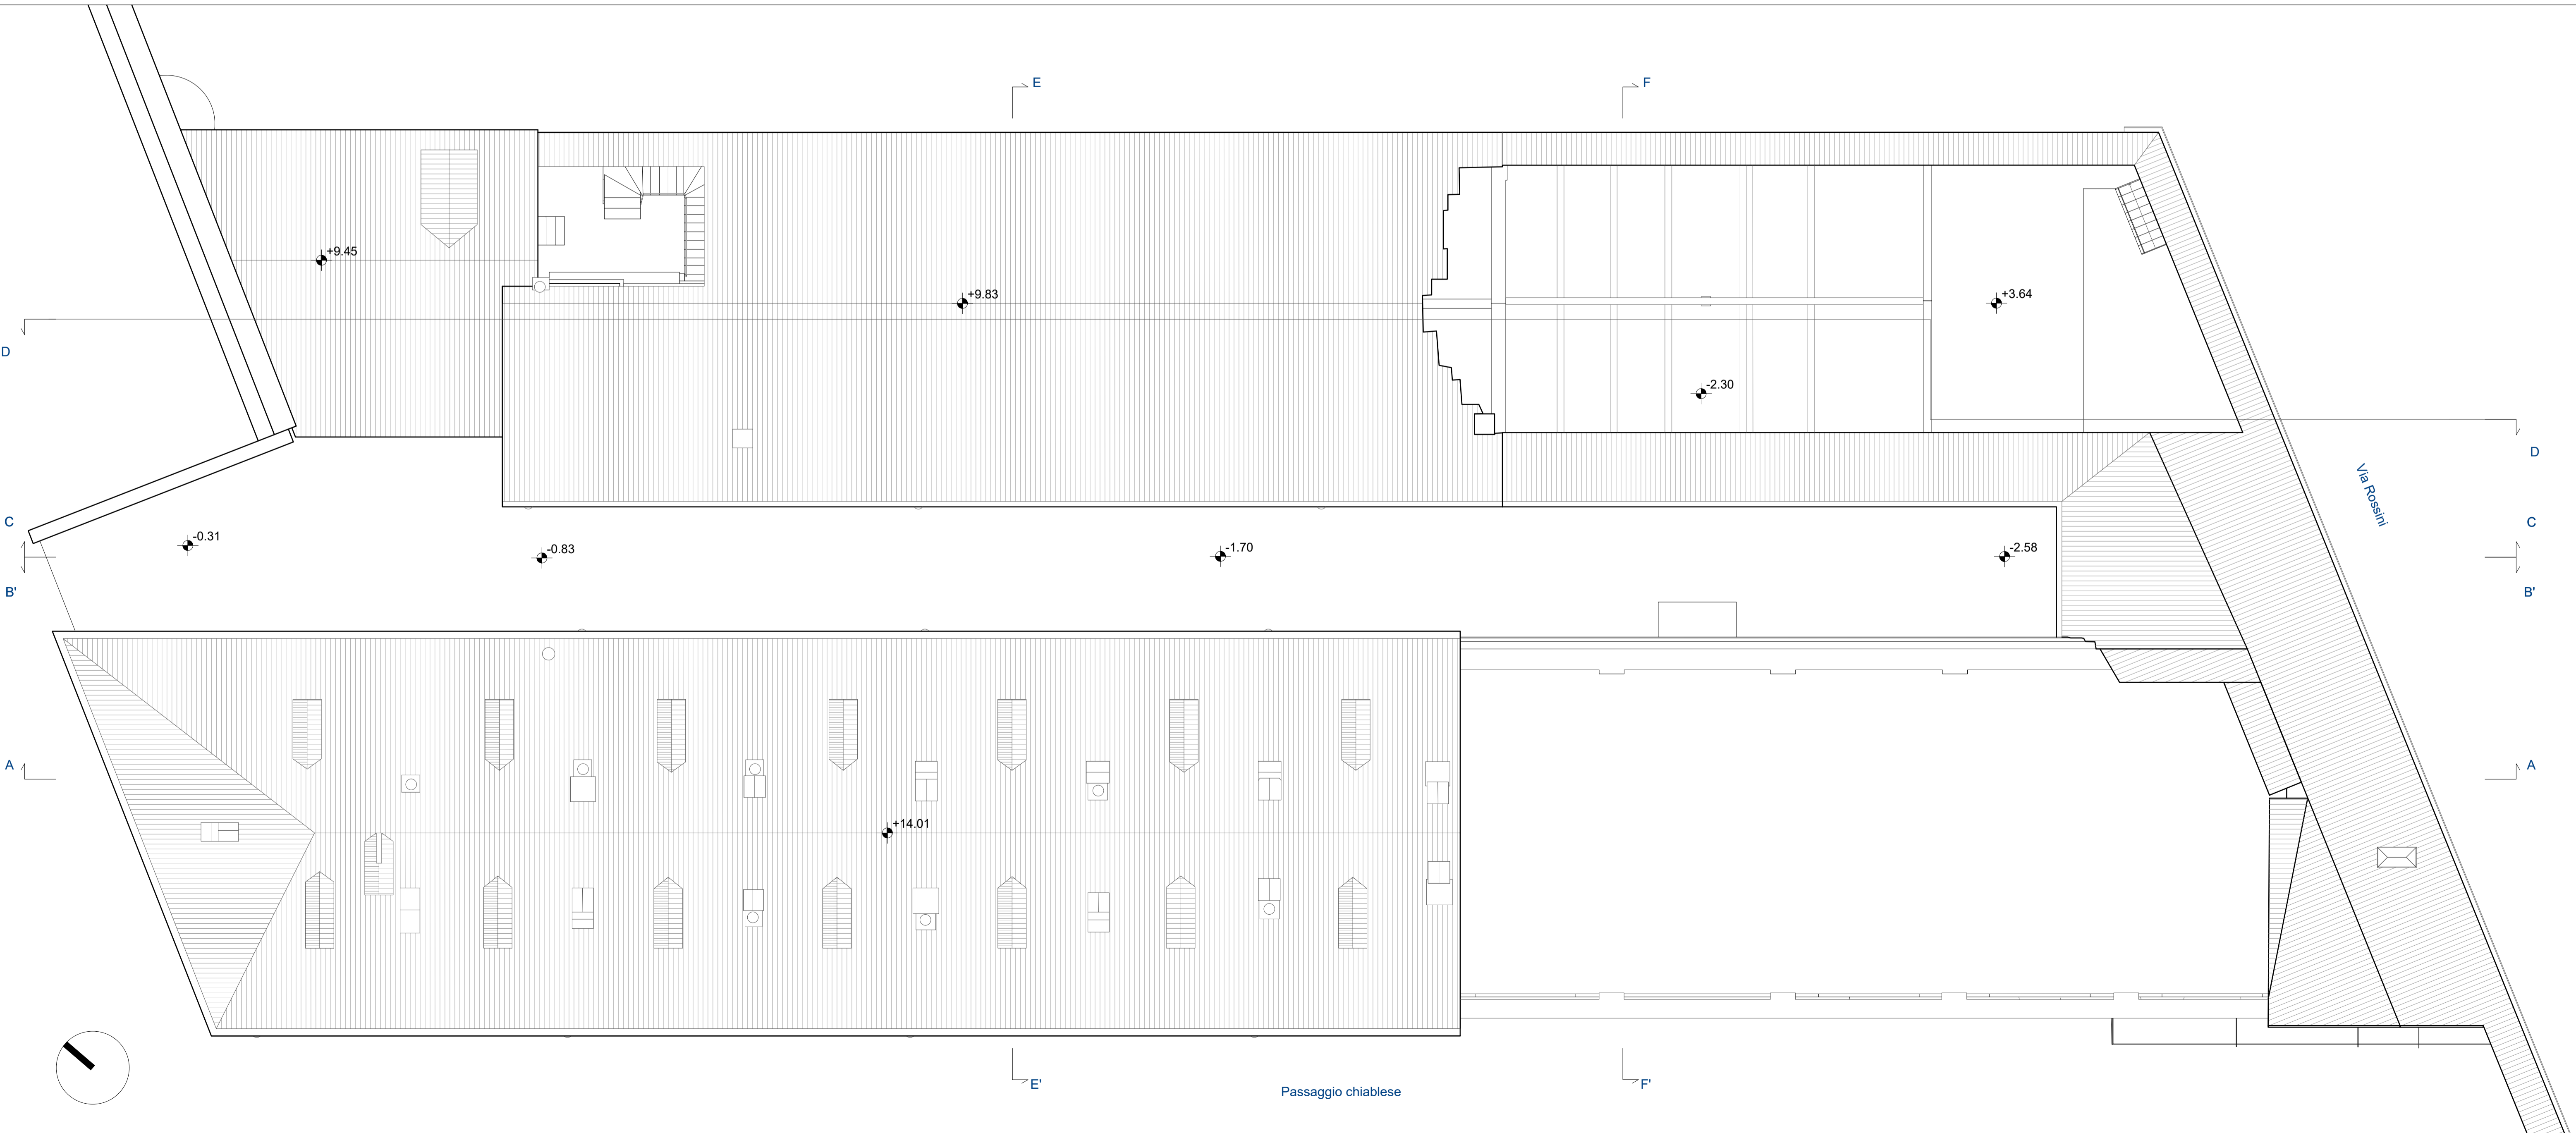 E
F
+9.45
+9.83
+3.64
D
-2.30
D
Via Rossini
C
C
-0.31
-0.83
-1.70
-2.58
B'
B'
A
A
+14.01
E'
F'
Passaggio chiablese